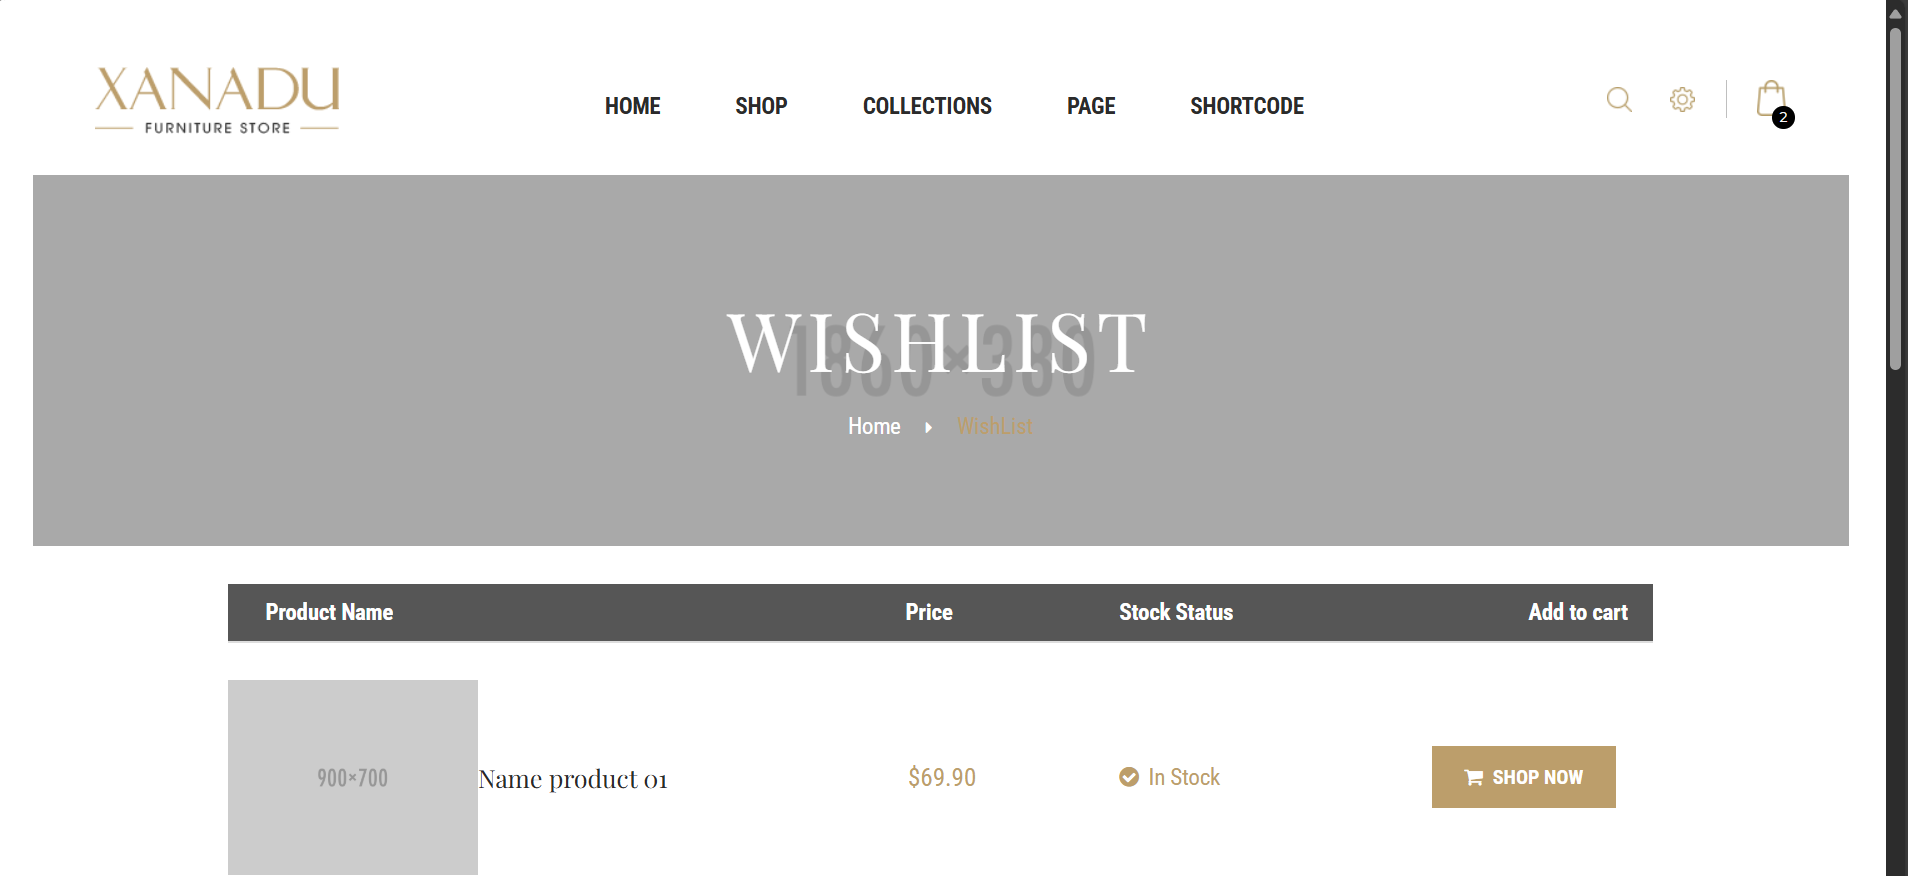 XANADU
FURNITURE STORE
HOME SHOP COLLECTIONS PAGE SHORTCODE
2
WISHLIST
1860×380
Home WishList
Product Name Price Stock Status Add to cart
900×700
Name product 01 $69.90 In Stock SHOP NOW